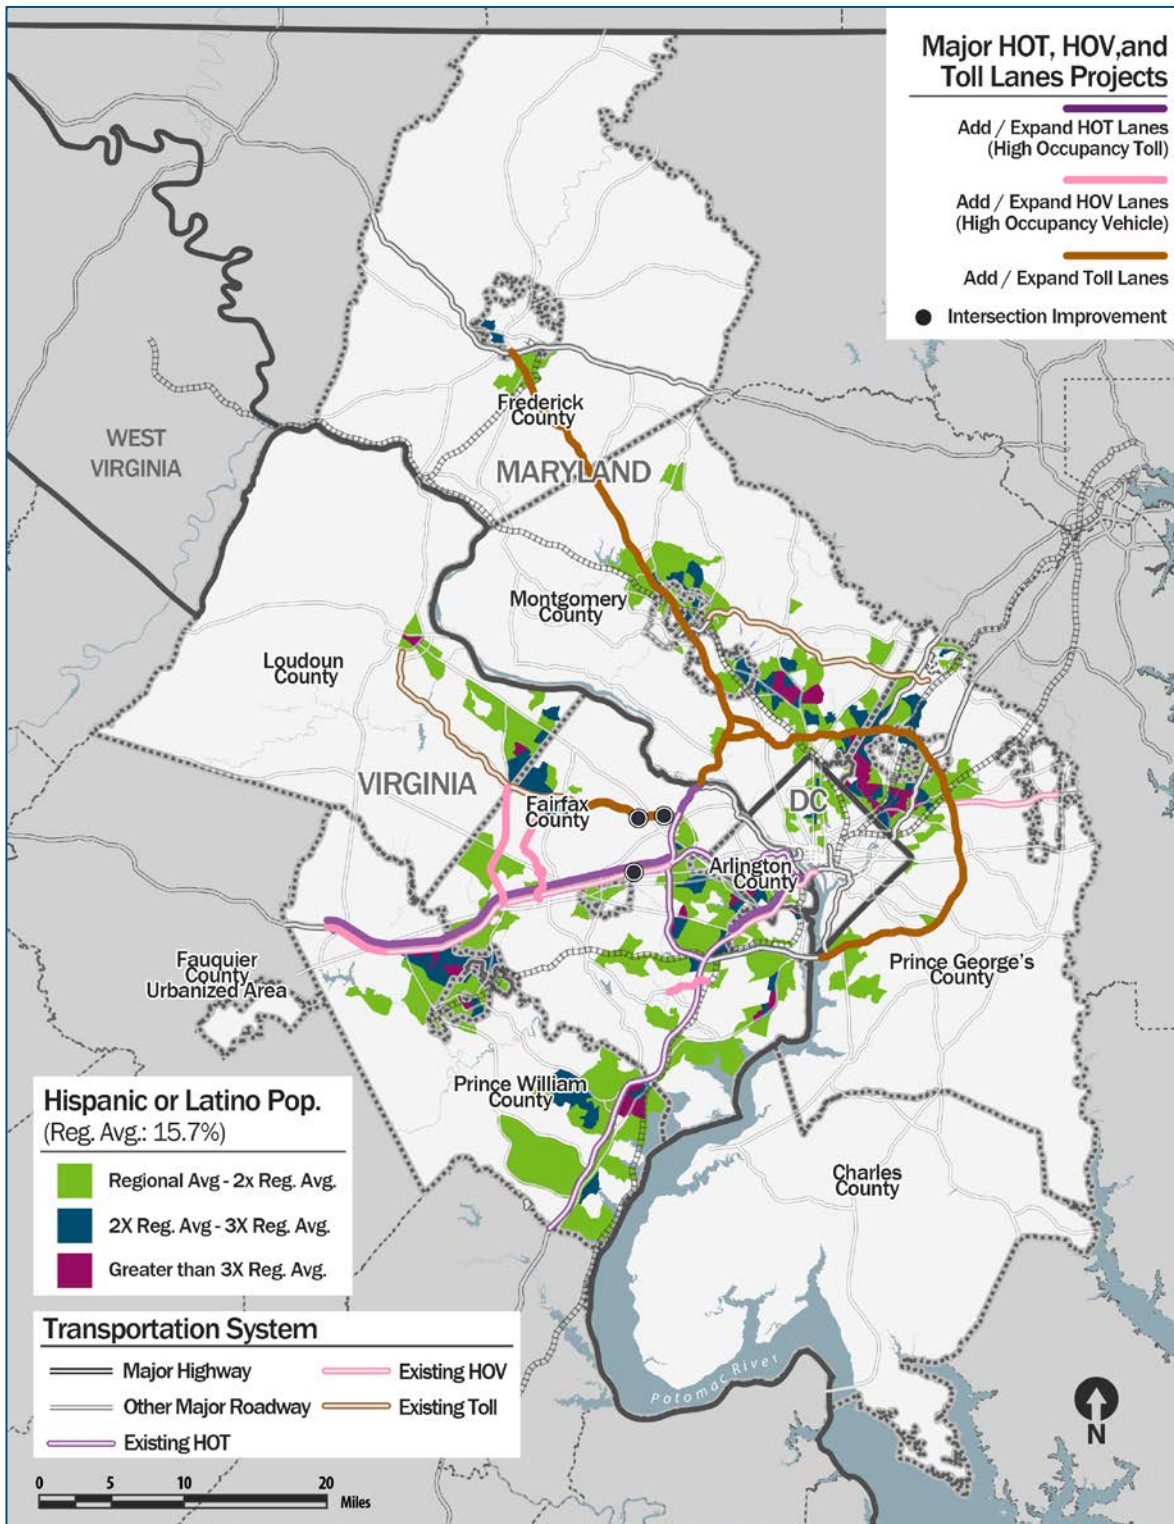 Major HOT, HOV,and
Toll Lanes Projects
Add / Expand HOT Lanes
(High Occupancy Toll)
Add / Expand HOV Lanes
(High Occupancy Vehicle)
Add / Expand Toll Lanes
Intersection Improvement
Frederick
County
WEST
VIRGINIA
MARYLAND
Montgomery
County
Loudoun
County
VIRGINIA
Fairfax
County
DC
Arlington
County
Fauquier
County
Urbanized Area
Prince George's
County
Prince William
County
Charles
County
Hispanic or Latino Pop.
(Reg. Avg.: 15.7%)
Regional Avg - 2x Reg. Avg.
2X Reg. Avg - 3X Reg. Avg.
Greater than 3X Reg. Avg.
Transportation System
Major Highway
Existing HOV
Other Major Roadway
Existing Toll
Existing HOT
Potomac River
N
0 5 10 20
Miles